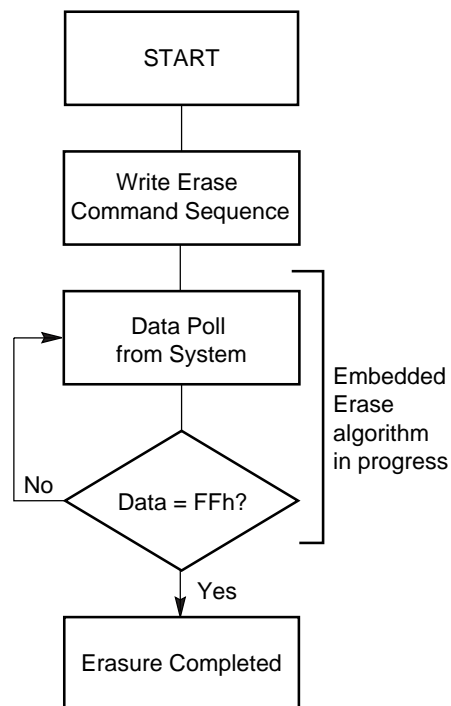 START
Write Erase
Command Sequence
Data Poll
from System
Embedded
Erase
algorithm
in progress
No
Data = FFh?
Yes
Erasure Completed